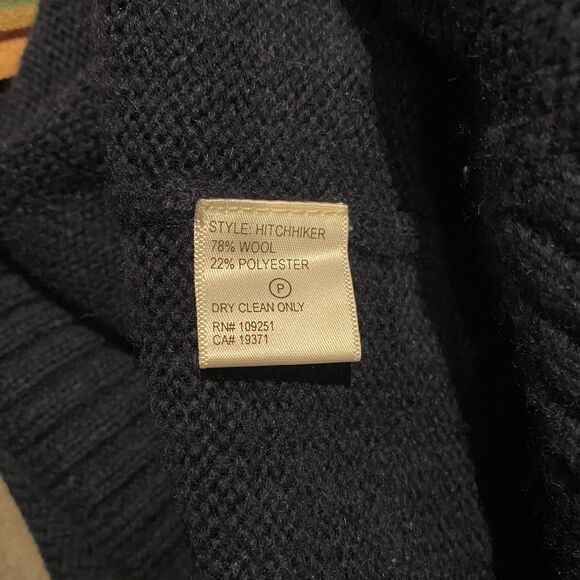 STYLE: HITCHHIKER
78% WOOL
22% POLYESTER
P
DRY CLEAN ONLY
RN# 109251
CA# 19371